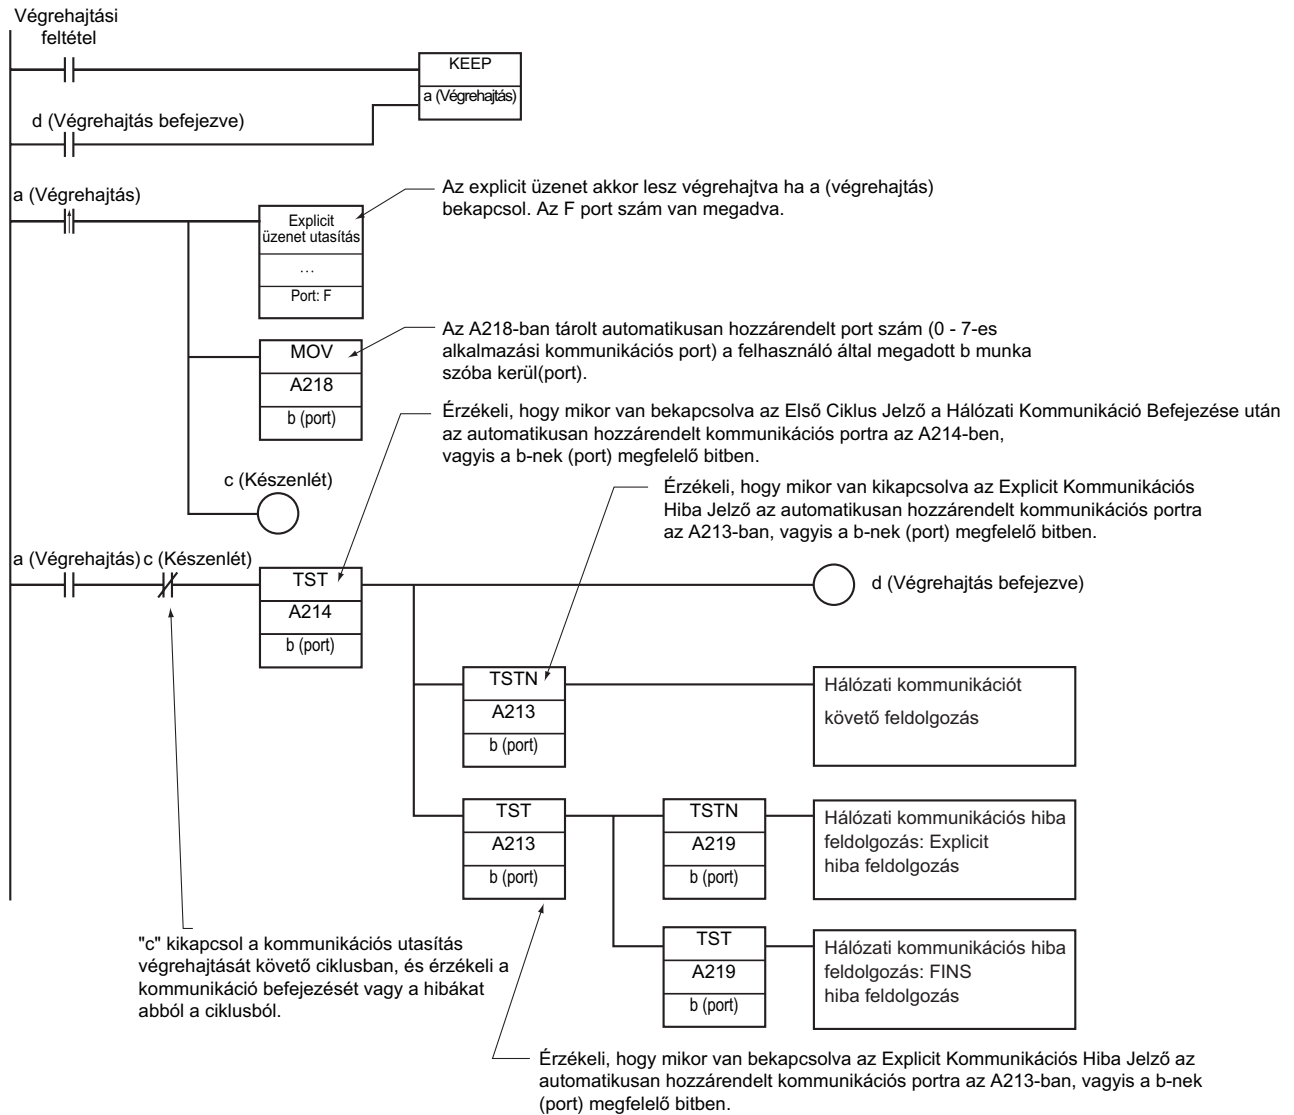 Végrehajtási
feltétel
KEEP
a (Végrehajtás)
d (Végrehajtás befejezve)
a (Végrehajtás)
Explicit
üzenet utasítás
...
Port: F
Az explicit üzenet akkor lesz végrehajtva ha a (végrehajtás)
bekapcsol. Az F port szám van megadva.
MOV
A218
b (port)
Az A218-ban tárolt automatikusan hozzárendelt port szám (0 - 7-es
alkalmazási kommunikációs port) a felhasználó által megadott b munka
szóba kerül(port).
Érzékeli, hogy mikor van bekapcsolva az Első Ciklus Jelző a Hálózati Kommunikáció Befejezése után
az automatikusan hozzárendelt kommunikációs portra az A214-ben,
vagyis a b-nek (port) megfelelő bitben.
c (Készenlét)
Érzékeli, hogy mikor van kikapcsolva az Explicit Kommunikációs
Hiba Jelző az automatikusan hozzárendelt kommunikációs portra
az A213-ban, vagyis a b-nek (port) megfelelő bitben.
a (Végrehajtás) c (Készenlét)
TST
A214
b (port)
d (Végrehajtás befejezve)
TSTN
A213
b (port)
Hálózati kommunikációt
követő feldolgozás
TST
A213
b (port)
TSTN
A219
b (port)
Hálózati kommunikációs hiba
feldolgozás: Explicit
hiba feldolgozás
TST
A219
b (port)
Hálózati kommunikációs hiba
feldolgozás: FINS
hiba feldolgozás
"c" kikapcsol a kommunikációs utasítás
végrehajtását követő ciklusban, és érzékeli a
kommunikáció befejezését vagy a hibákat
abból a ciklusból.
Érzékeli, hogy mikor van bekapcsolva az Explicit Kommunikációs Hiba Jelző az
automatikusan hozzárendelt kommunikációs portra az A213-ban, vagyis a b-nek
(port) megfelelő bitben.